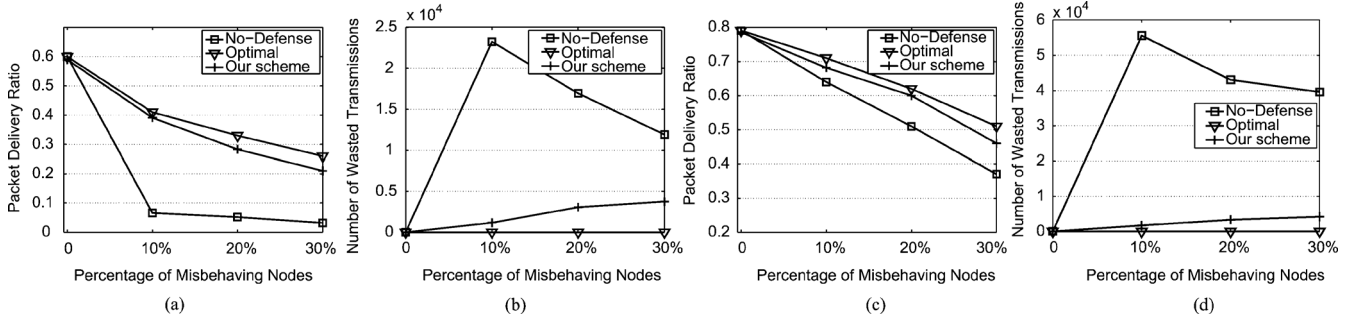 Packet Delivery Ratio
0.6
0.5
0.4
0.3
0.2
0.1
0
No-Defense
Optimal
Our scheme
0 10% 20% 30%
Percentage of Misbehaving Nodes
(a)
Number of Wasted Transmissions
x 10⁴
2.5
2
1.5
1
0.5
0
No-Defense
Optimal
Our scheme
0 10% 20% 30%
Percentage of Misbehaving Nodes
(b)
Packet Delivery Ratio
0.8
0.7
0.6
0.5
0.4
0.3
0.2
No-Defense
Optimal
Our scheme
0 10% 20% 30%
Percentage of Misbehaving Nodes
(c)
Number of Wasted Transmissions
x 10⁴
6
5
4
3
2
1
0
No-Defense
Optimal
Our scheme
0 10% 20% 30%
Percentage of Misbehaving Nodes
(d)